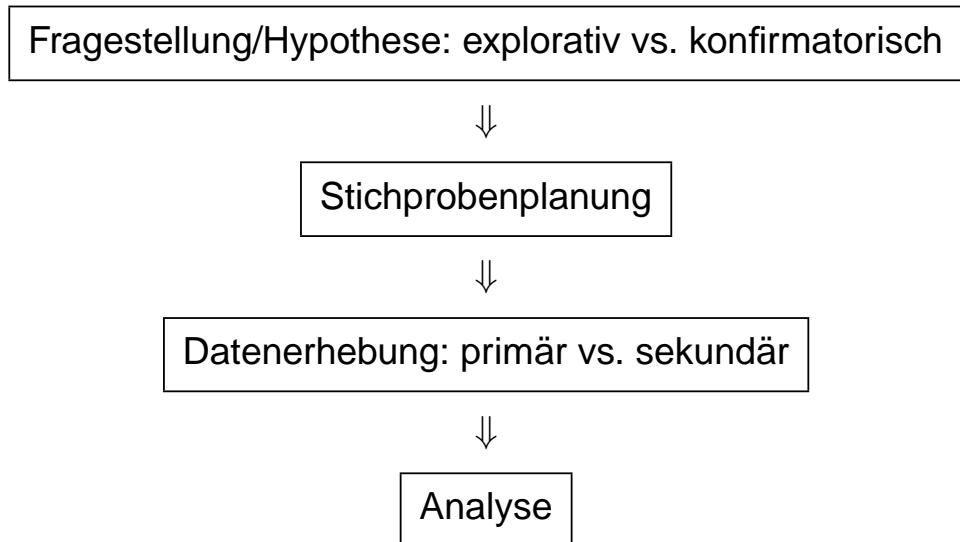 Fragestellung/Hypothese: explorativ vs. konfirmatorisch
⇓
Stichprobenplanung
⇓
Datenerhebung: primär vs. sekundär
⇓
Analyse